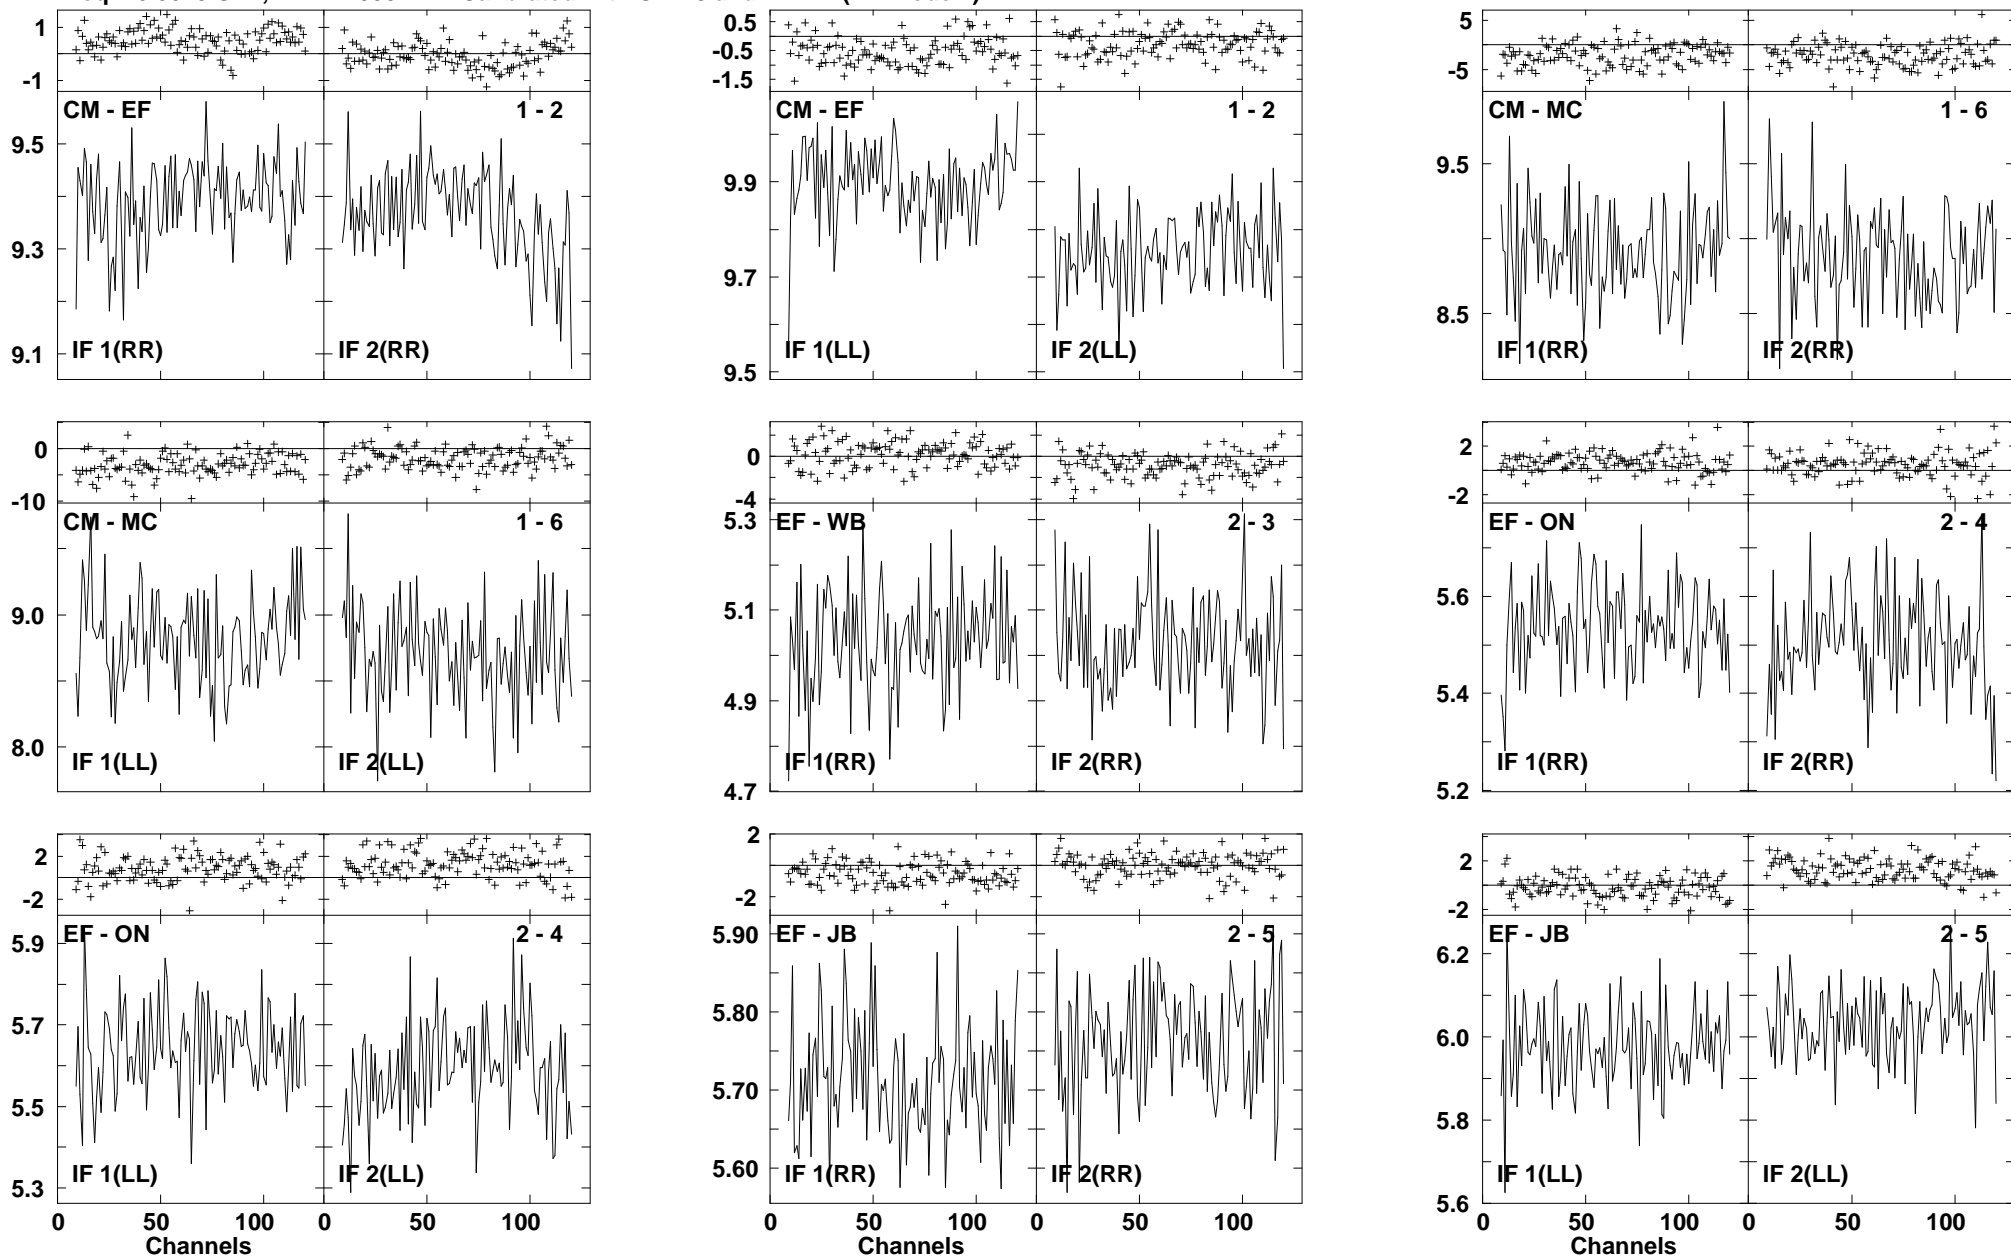 1
-1
CM - EF
1 - 2
9.5
9.3
9.1
IF 1(RR)
IF 2(RR)
0.5
-0.5
-1.5
CM - EF
1 - 2
9.9
9.7
9.5
IF 1(LL)
IF 2(LL)
5
-5
CM - MC
1 - 6
9.5
8.5
IF 1(RR)
IF 2(RR)
0
-10
CM - MC
1 - 6
9.0
8.0
IF 1(LL)
IF 2(LL)
0
-4
5.3
EF - WB
2 - 3
5.1
4.9
4.7
IF 1(RR)
IF 2(RR)
2
-2
EF - ON
2 - 4
5.6
5.4
5.2
IF 1(RR)
IF 2(RR)
2
-2
EF - ON
2 - 4
5.9
5.7
5.5
5.3
IF 1(LL)
IF 2(LL)
0 50 0 50 100
100
Channels
2
-2
EF - JB
2 - 5
5.90
5.80
5.70
5.60
IF 1(RR)
IF 2(RR)
0 50 100 0 50 100
Channels
2
-2
EF - JB
2 - 5
6.2
6.0
5.8
5.6
IF 1(LL)
IF 2(LL)
0 50 100 0 50 100
Channels